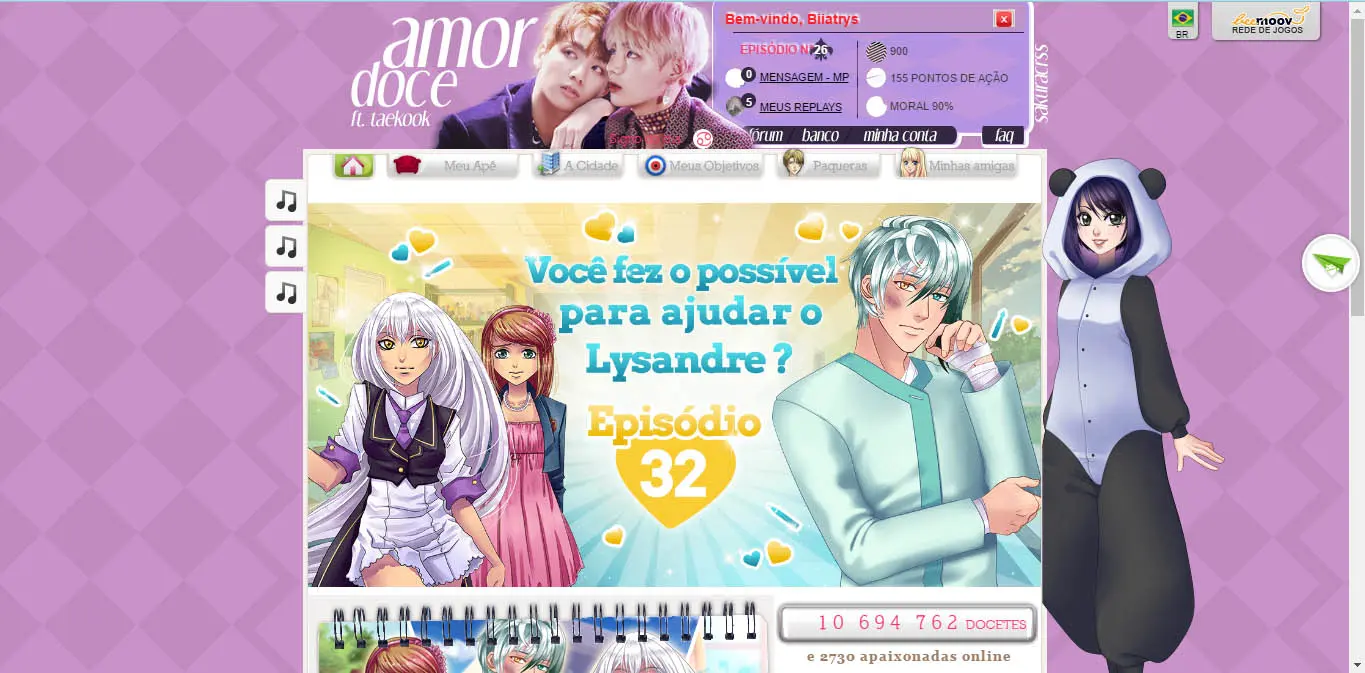 amor
doce
ft. taekook
Bem-vindo, Biiatrys
EPISÓDIO N. 26
0 MENSAGEM - MP
5 MEUS REPLAYS
900
155 PONTOS DE AÇÃO
MORAL 90%
fórum / banco / minha conta
faq
sakuracrss
BR
Beemoov
REDE DE JOGOS
Meu Apê
A Cidade
Meus Objetivos
Paqueras
Minhas amigas
Você fez o possível
para ajudar o
Lysandre ?
Episódio
32
10 694 762 DOCETES
e 2730 apaixonadas online